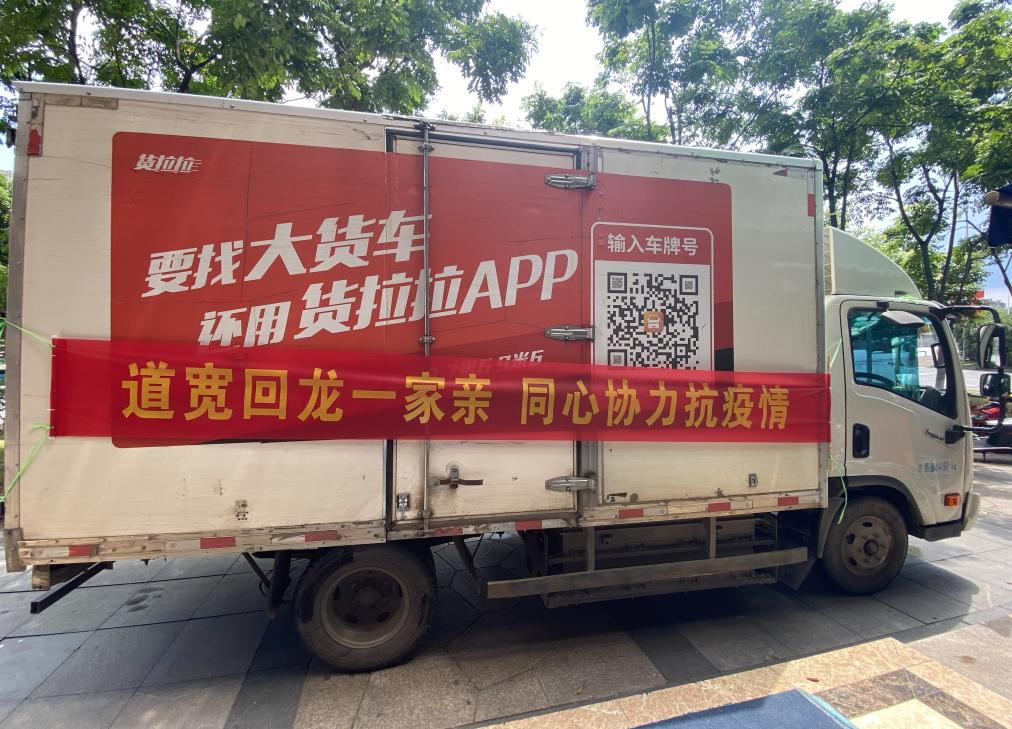 货拉拉
要找大货车
还用货拉拉APP
输入车牌号
道宽回龙一家亲 同心协力抗疫情